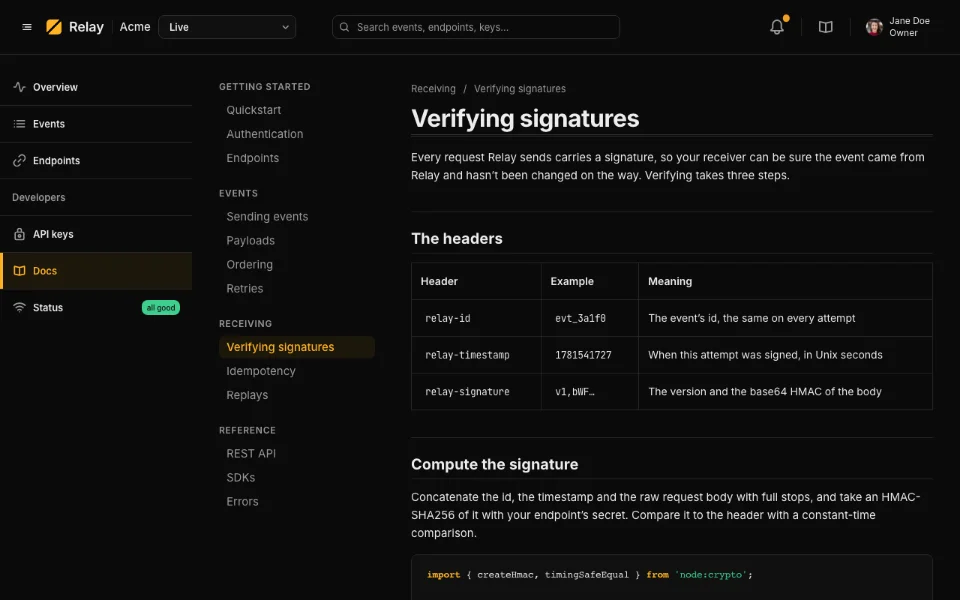 Relay
Acme
Live
Search events, endpoints, keys...
Jane Doe
Owner
Overview
Events
Endpoints
Developers
API keys
Docs
Status
all good
GETTING STARTED
Quickstart
Authentication
Endpoints
EVENTS
Sending events
Payloads
Ordering
Retries
RECEIVING
Verifying signatures
Idempotency
Replays
REFERENCE
REST API
SDKs
Errors
Receiving / Verifying signatures
Verifying signatures
Every request Relay sends carries a signature, so your receiver can be sure the event came from
Relay and hasn’t been changed on the way. Verifying takes three steps.
The headers
Header Example Meaning
relay-id evt_3a1f0 The event’s id, the same on every attempt
relay-timestamp 1781541727 When this attempt was signed, in Unix seconds
relay-signature v1,bWF… The version and the base64 HMAC of the body
Compute the signature
Concatenate the id, the timestamp and the raw request body with full stops, and take an HMAC-
SHA256 of it with your endpoint’s secret. Compare it to the header with a constant-time
comparison.
import { createHmac, timingSafeEqual } from 'node:crypto';